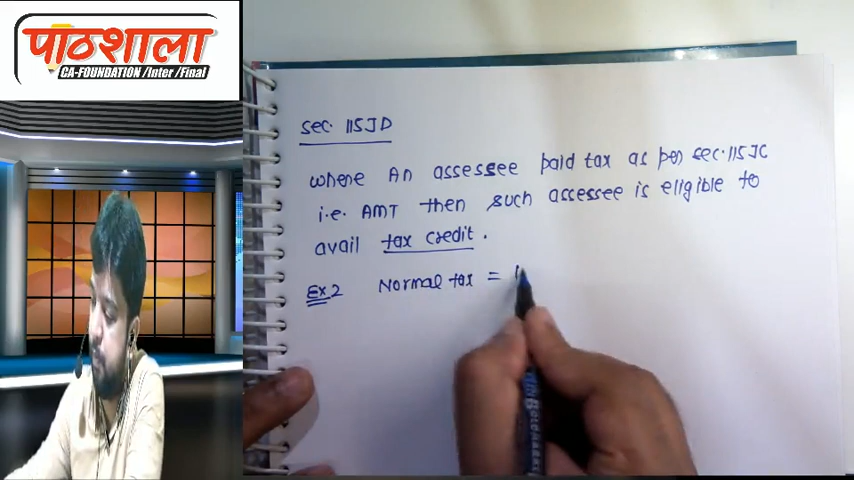 पाठशाला
CA-FOUNDATION /Inter /Final
sec. 115JD
where An assessee paid tax as per sec. 115JC
i.e. AMT then such assessee is eligible to
avail tax credit.
Ex 2 Normal tax =